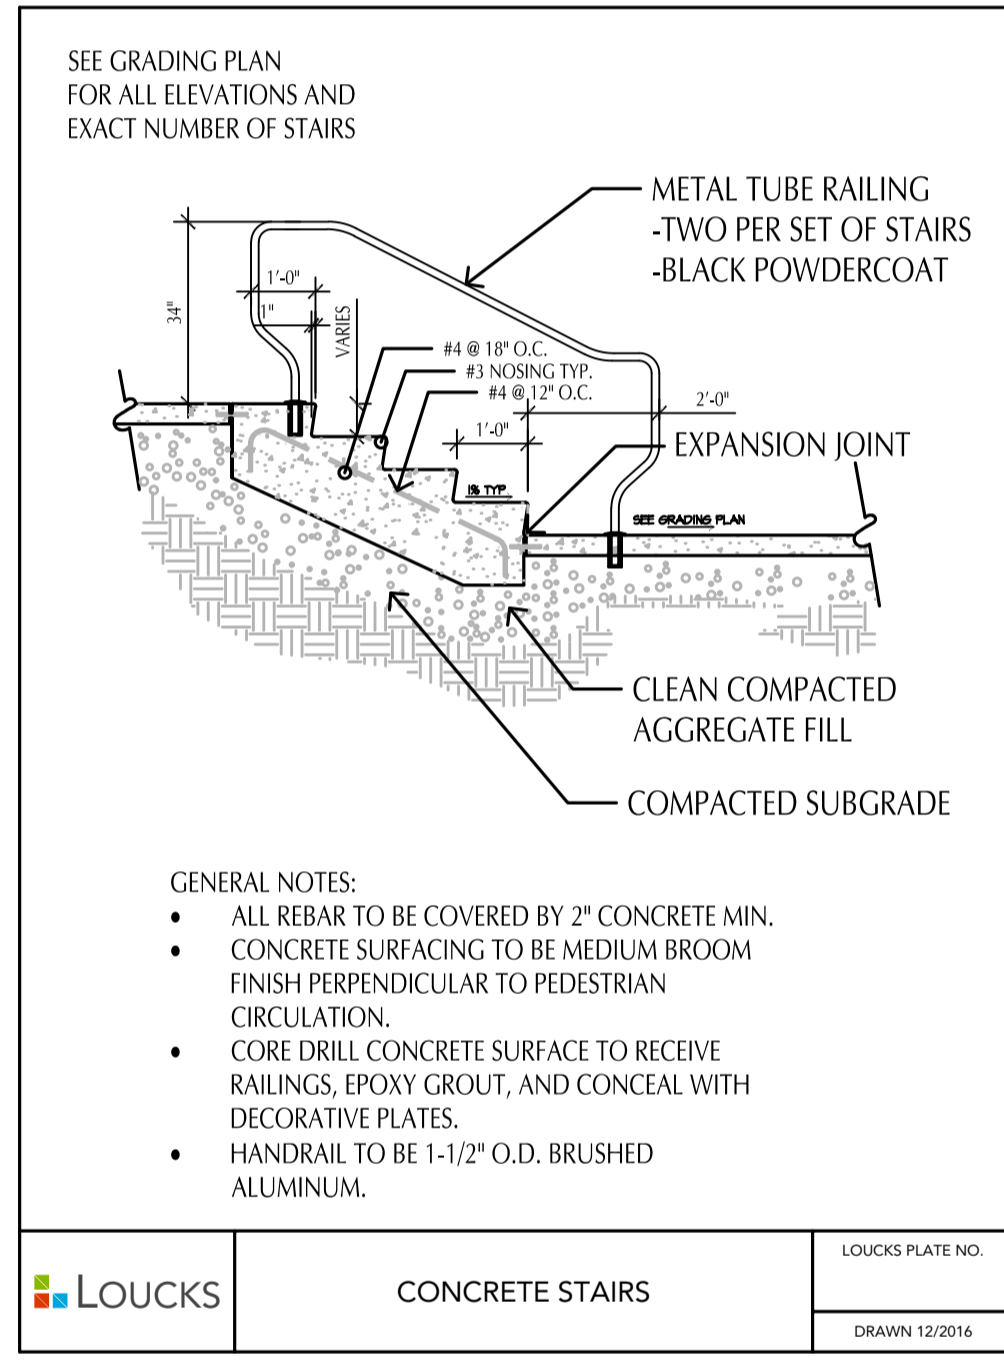 SEE GRADING PLAN
FOR ALL ELEVATIONS AND
EXACT NUMBER OF STAIRS
METAL TUBE RAILING
-TWO PER SET OF STAIRS
-BLACK POWDERCOAT
34"
1'-0"
1"
VARIES
#4 @ 18" O.C.
#3 NOSING TYP.
#4 @ 12" O.C.
1'-0"
2'-0"
EXPANSION JOINT
1% TYP.
SEE GRADING PLAN
CLEAN COMPACTED
AGGREGATE FILL
COMPACTED SUBGRADE
GENERAL NOTES:
• ALL REBAR TO BE COVERED BY 2" CONCRETE MIN.
• CONCRETE SURFACING TO BE MEDIUM BROOM
FINISH PERPENDICULAR TO PEDESTRIAN
CIRCULATION.
• CORE DRILL CONCRETE SURFACE TO RECEIVE
RAILINGS, EPOXY GROUT, AND CONCEAL WITH
DECORATIVE PLATES.
• HANDRAIL TO BE 1-1/2" O.D. BRUSHED
ALUMINUM.
LOUCKS
CONCRETE STAIRS
LOUCKS PLATE NO.
DRAWN 12/2016